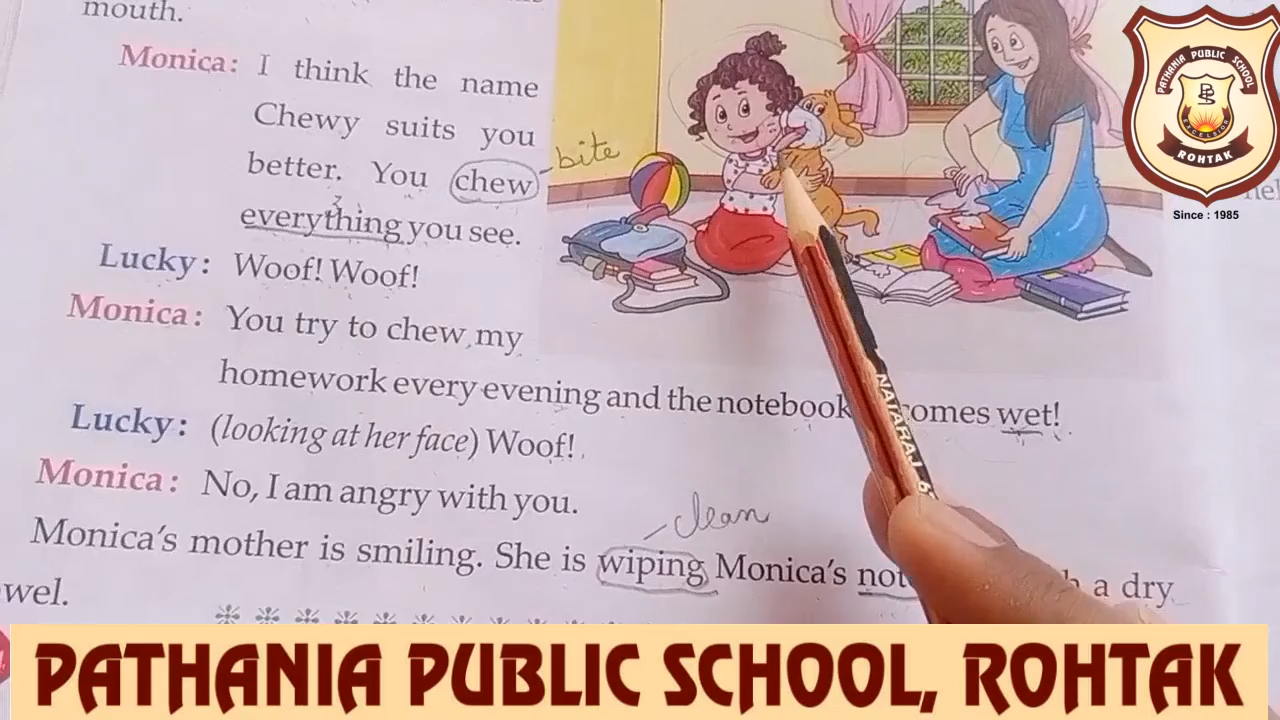 mouth.
Monica: I think the name
Chewy suits you
better. You chew
bite
everything you see.
Lucky: Woof! Woof!
Monica: You try to chew my
homework every evening and the notebook comes wet!
Lucky: (looking at her face) Woof!
Monica: No, I am angry with you.
clean
Monica's mother is smiling. She is wiping Monica's a dry
NATARAJ
PATHANIA PUBLIC SCHOOL
EXCELSIOR
ROHTAK
Since : 1985
PATHANIA PUBLIC SCHOOL, ROHTAK